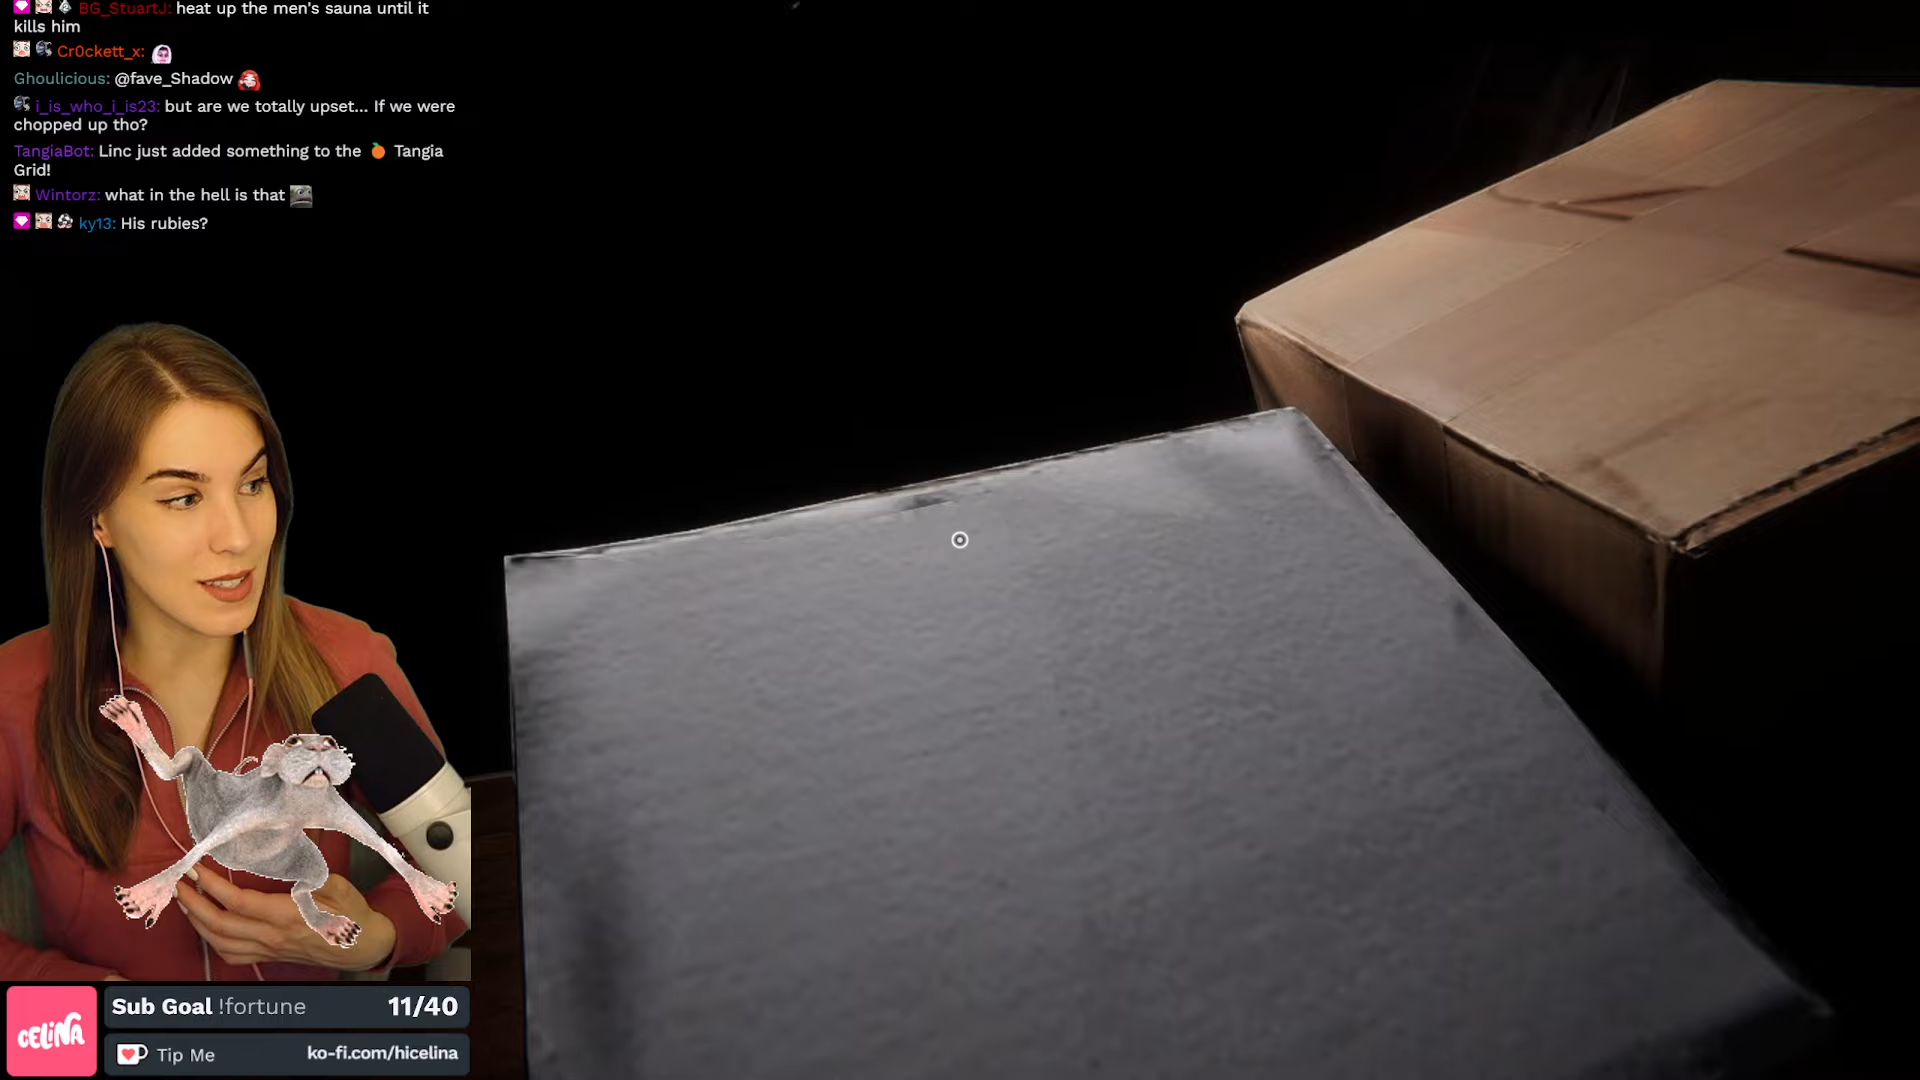 BG_StuartJ: heat up the men's sauna until it
kills him
Cr0ckett_x:
Ghoulicious: @fave_Shadow
i_is_who_i_is23: but are we totally upset... If we were
chopped up tho?
TangiaBot: Linc just added something to the 🍊 Tangia
Grid!
Wintorz: what in the hell is that
ky13: His rubies?
CELINA
Sub Goal !fortune 11/40
Tip Me ko-fi.com/hicelina